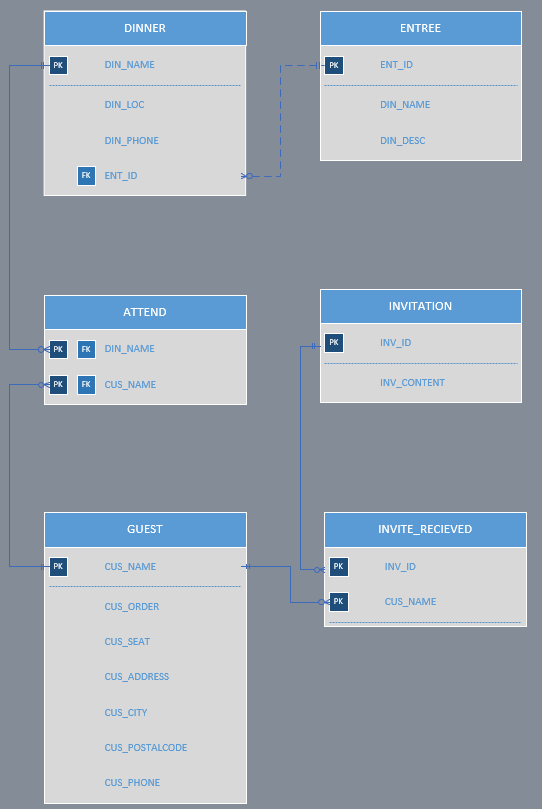 DINNER
PK DIN_NAME
DIN_LOC
DIN_PHONE
FK ENT_ID
ENTREE
PK ENT_ID
DIN_NAME
DIN_DESC
ATTEND
PK FK DIN_NAME
PK FK CUS_NAME
INVITATION
PK INV_ID
INV_CONTENT
GUEST
PK CUS_NAME
CUS_ORDER
CUS_SEAT
CUS_ADDRESS
CUS_CITY
CUS_POSTALCODE
CUS_PHONE
INVITE_RECIEVED
PK INV_ID
PK CUS_NAME